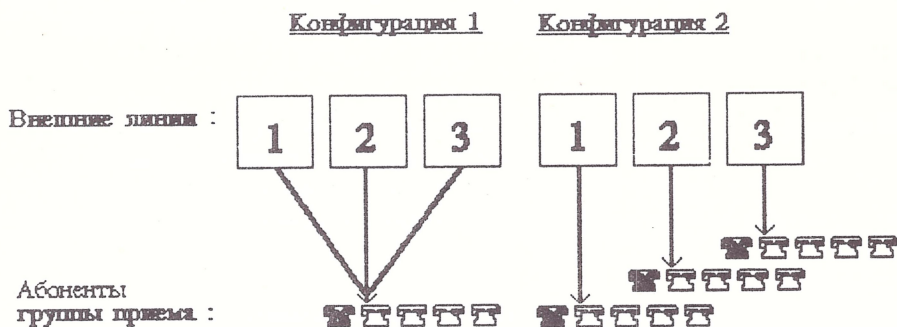 Конфигурация 1 Конфигурация 2
Внешние линии : 1 2 3 1 2 3
Абоненты
группы приема :